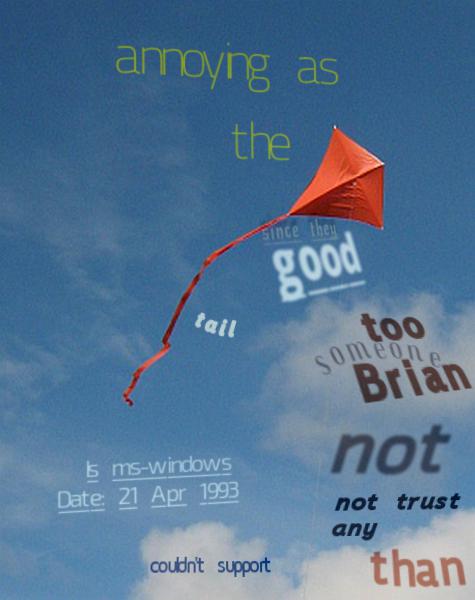 annoying as
the
since they
good
tail
too
someone
Brian
not
Is ms-windows
Date: 21 Apr 1993
not trust
any
couldn't support
than